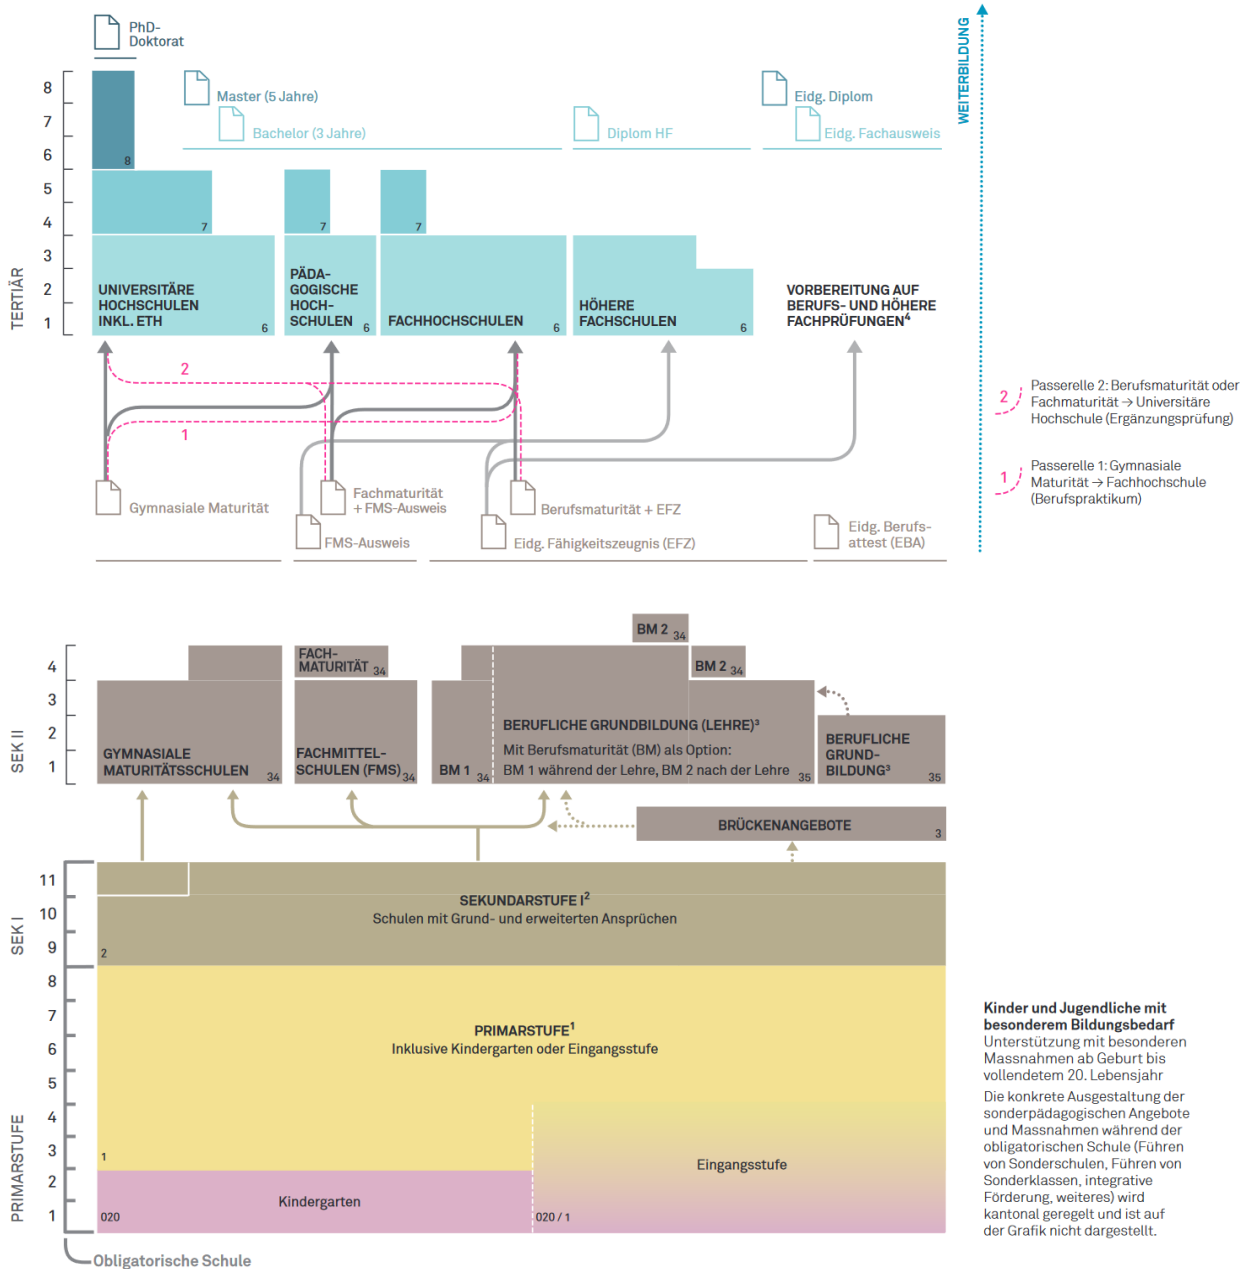 PhD-
Doktorat
WEITERBILDUNG
TERTIÄR
8
7
6
5
4
3
2
1
Master (5 Jahre)
Bachelor (3 Jahre)
Diplom HF
Eidg. Diplom
Eidg. Fachausweis
8
7
7
7
UNIVERSITÄRE
HOCHSCHULEN
INKL. ETH
6
PÄDA-
GOGISCHE
HOCH-
SCHULEN
6
FACHHOCHSCHULEN
6
HÖHERE
FACHSCHULEN
6
VORBEREITUNG AUF
BERUFS- UND HÖHERE
FACHPRÜFUNGEN⁴
2
1
2
Passerelle 2: Berufsmaturität oder
Fachmaturität → Universitäre
Hochschule (Ergänzungsprüfung)
1
Passerelle 1: Gymnasiale
Maturität → Fachhochschule
(Berufspraktikum)
Gymnasiale Maturität
Fachmaturität
+ FMS-Ausweis
Berufsmaturität + EFZ
FMS-Ausweis
Eidg. Fähigkeitszeugnis (EFZ)
Eidg. Berufs-
attest (EBA)
SEK II
4
3
2
1
GYMNASIALE
MATURITÄTSSCHULEN
34
FACH-
MATURITÄT
34
FACHMITTEL-
SCHULEN (FMS)
34
BM 1
34
BM 2
34
BM 2
34
BERUFLICHE GRUNDBILDUNG (LEHRE)³
Mit Berufsmaturität (BM) als Option:
BM 1 während der Lehre, BM 2 nach der Lehre
35
BERUFLICHE
GRUND-
BILDUNG³
35
BRÜCKENANGEBOTE
3
SEK I
11
10
9
SEKUNDARSTUFE I²
Schulen mit Grund- und erweiterten Ansprüchen
2
PRIMARSTUFE
8
7
6
5
4
3
2
1
PRIMARSTUFE¹
Inklusive Kindergarten oder Eingangsstufe
1
Kindergarten
020
Eingangsstufe
020 / 1
Obligatorische Schule
Kinder und Jugendliche mit
besonderem Bildungsbedarf
Unterstützung mit besonderen
Massnahmen ab Geburt bis
vollendetem 20. Lebensjahr
Die konkrete Ausgestaltung der
sonderpädagogischen Angebote
und Massnahmen während der
obligatorischen Schule (Führen
von Sonderschulen, Führen von
Sonderklassen, integrative
Förderung, weiteres) wird
kantonal geregelt und ist auf
der Grafik nicht dargestellt.